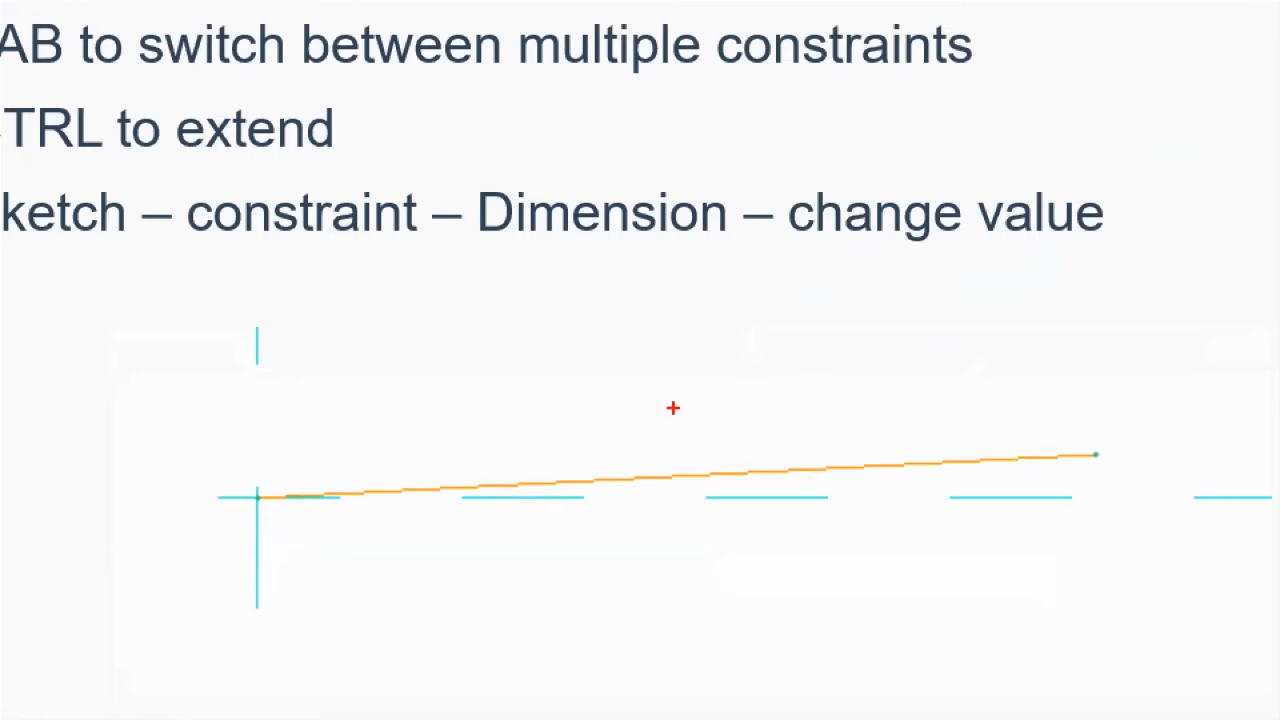 AB to switch between multiple constraints
TRL to extend
ketch – constraint – Dimension – change value